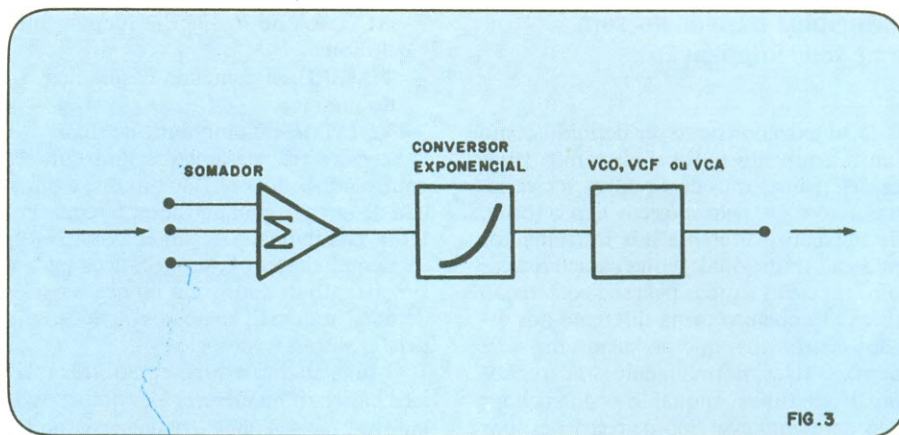 SOMADOR
Σ
CONVERSOR
EXPONENCIAL
VCO, VCF ou VCA
FIG.3